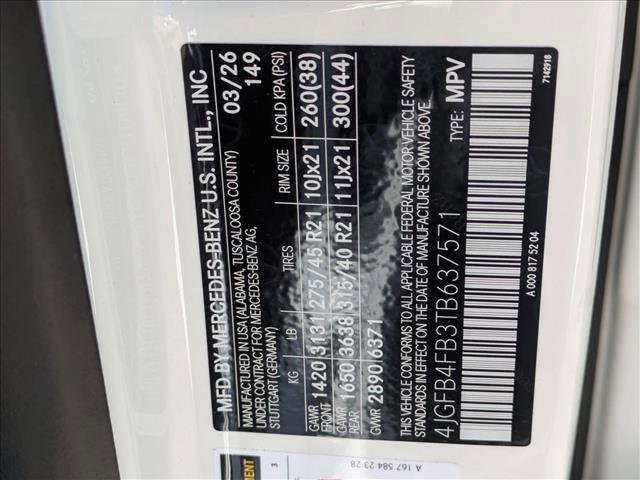 MFD BY MERCEDES-BENZ U.S. INTL., INC
MANUFACTURED IN USA (ALABAMA, TUSCALOOSA COUNTY) 03/26
UNDER CONTRACT FROM MERCEDES-BENZ AG, 149
STUTTGART (GERMANY)
KG LB TIRES RIM SIZE COLD KPA (PSI)
GAWR FRONT 1420 3131 275/45 R21 10Jx21 260(38)
GAWR REAR 1650 3638 315/40 R21 11Jx21 300(44)
GVWR 2890 6371
THIS VEHICLE CONFORMS TO ALL APPLICABLE FEDERAL MOTOR VEHICLE SAFETY
STANDARDS IN EFFECT ON THE DATE OF MANUFACTURE SHOWN ABOVE.
4JGFB4FB3TB637571 TYPE: MPV
A 000 817 52 04 7142918
3
A 167 584 23 28